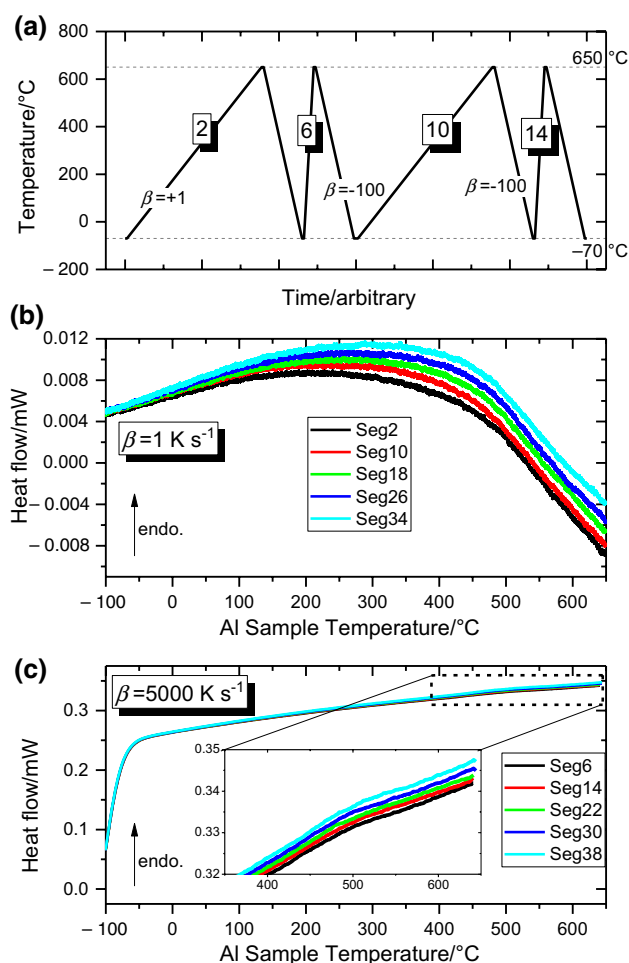 (a)
800
600
400
200
0
− 200
Temperature/°C
650 °C
−70 °C
2
6
10
14
β=+1
β=-100
β=-100
Time/arbitrary
(b)
0.012
0.008
0.004
0.000
− 0.004
− 0.008
Heat flow/mW
β=1 K s⁻¹
endo.
Seg2
Seg10
Seg18
Seg26
Seg34
− 100 0 100 200 300 400 500 600
Al Sample Temperature/°C
(c)
0.3
0.2
0.1
0.0
Heat flow/mW
β=5000 K s⁻¹
endo.
0.35
0.34
0.33
0.32
400 500 600
Seg6
Seg14
Seg22
Seg30
Seg38
− 100 0 100 200 300 400 500 600
Al Sample Temperature/°C